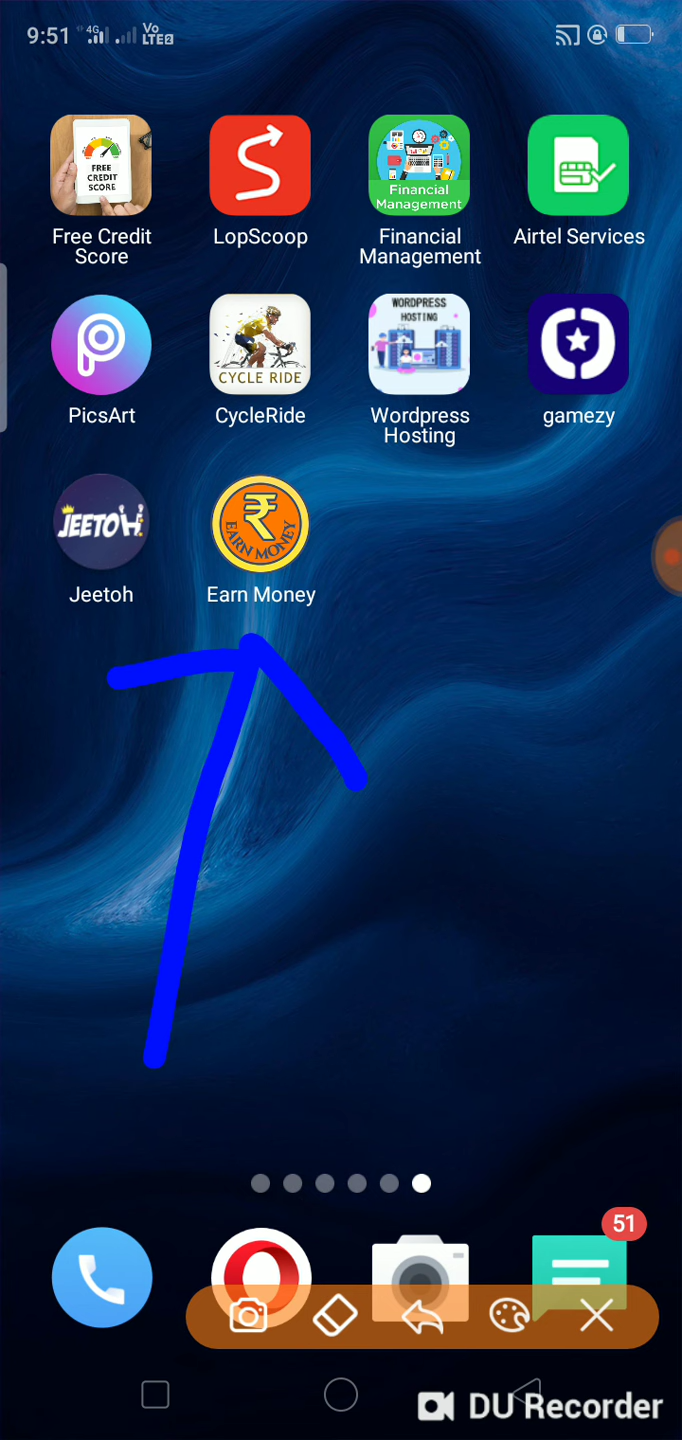 9:51 4G Vo LTE2
FREE
CREDIT
SCORE
Financial
Management
Free Credit
Score
LopScoop
Financial
Management
Airtel Services
CYCLE RIDE
WORDPRESS
HOSTING
PicsArt
CycleRide
Wordpress
Hosting
gamezy
JEETOH
EARN MONEY
Jeetoh
Earn Money
51
DU Recorder